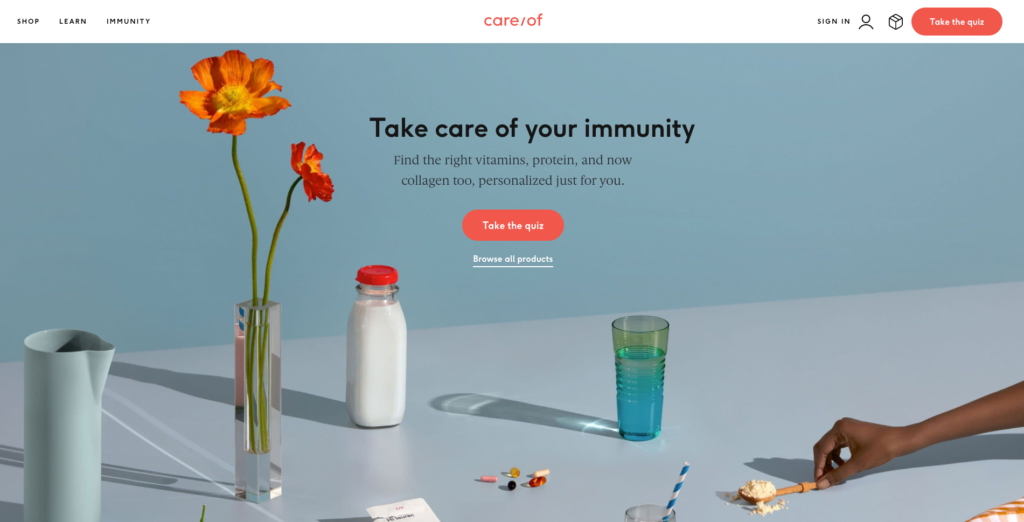 SHOP
LEARN
IMMUNITY
care/of
SIGN IN
Take the quiz
Take care of your immunity
Find the right vitamins, protein, and now
collagen too, personalized just for you.
Take the quiz
Browse all products